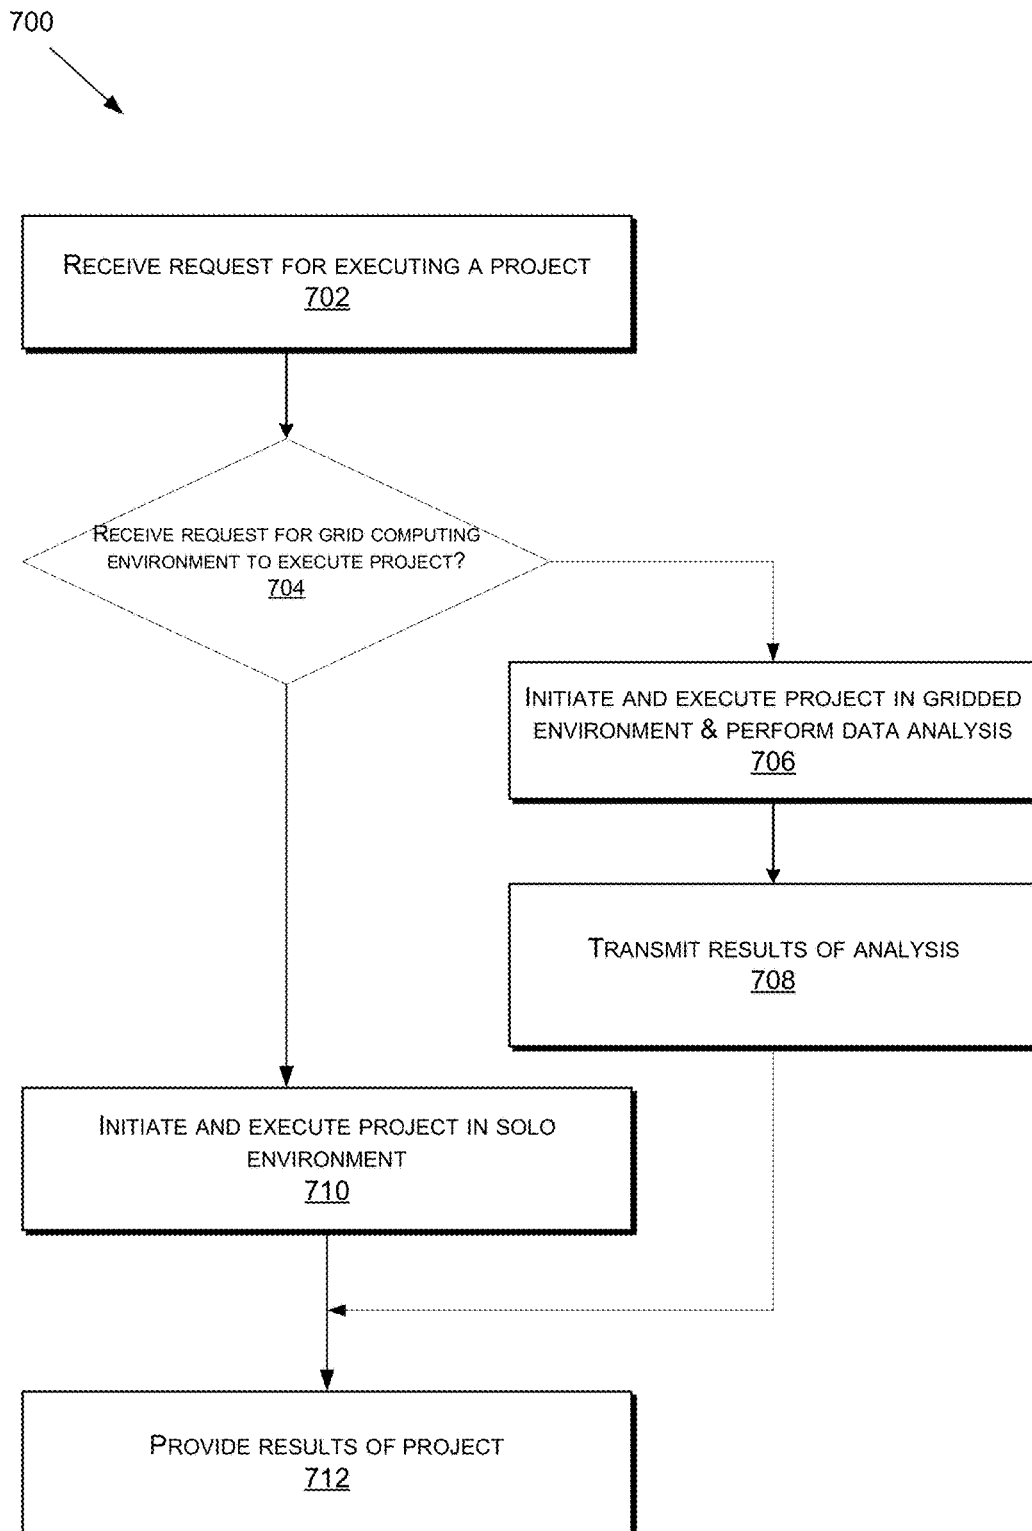 700
RECEIVE REQUEST FOR EXECUTING A PROJECT
702
RECEIVE REQUEST FOR GRID COMPUTING
ENVIRONMENT TO EXECUTE PROJECT?
704
INITIATE AND EXECUTE PROJECT IN GRIDDED
ENVIRONMENT & PERFORM DATA ANALYSIS
706
TRANSMIT RESULTS OF ANALYSIS
708
INITIATE AND EXECUTE PROJECT IN SOLO
ENVIRONMENT
710
PROVIDE RESULTS OF PROJECT
712